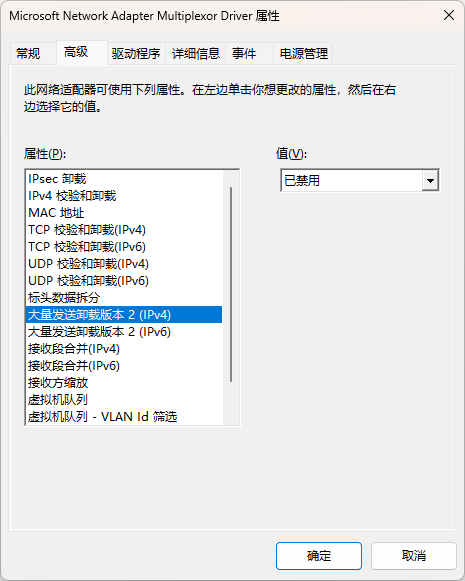 Microsoft Network Adapter Multiplexor Driver 属性
常规 高级 驱动程序 详细信息 事件 电源管理
此网络适配器可使用下列属性。在左边单击你想更改的属性，然后在右
边选择它的值。
属性(P): 值(V):
IPsec 卸载 已禁用
IPv4 校验和卸载
MAC 地址
TCP 校验和卸载(IPv4)
TCP 校验和卸载(IPv6)
UDP 校验和卸载(IPv4)
UDP 校验和卸载(IPv6)
标头数据拆分
大量发送卸载版本 2 (IPv4)
大量发送卸载版本 2 (IPv6)
接收段合并(IPv4)
接收段合并(IPv6)
接收方缩放
虚拟机队列
虚拟机队列 - VLAN Id 筛选
确定 取消